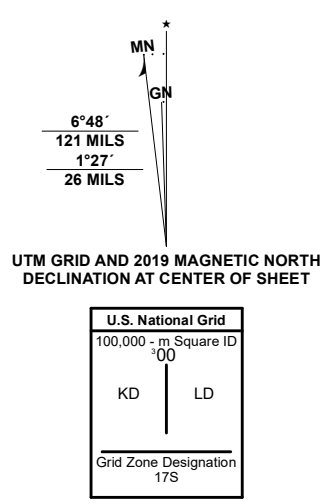 ★
MN
GN
6°48´
121 MILS
1°27´
26 MILS
UTM GRID AND 2019 MAGNETIC NORTH
DECLINATION AT CENTER OF SHEET
U.S. National Grid
100,000 - m Square ID
³00
KD LD
Grid Zone Designation
17S